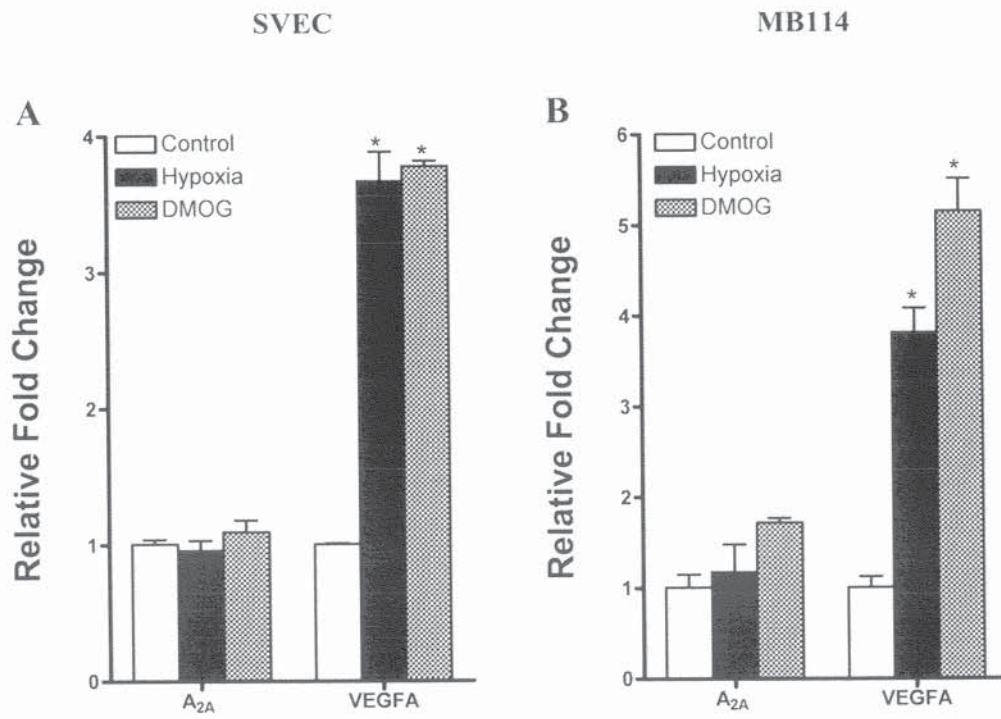 SVEC
MB114
A
Control
Hypoxia
DMOG
Relative Fold Change
4
3
2
1
0
A2A
VEGFA
*
*
B
Control
Hypoxia
DMOG
Relative Fold Change
6
5
4
3
2
1
0
A2A
VEGFA
*
*